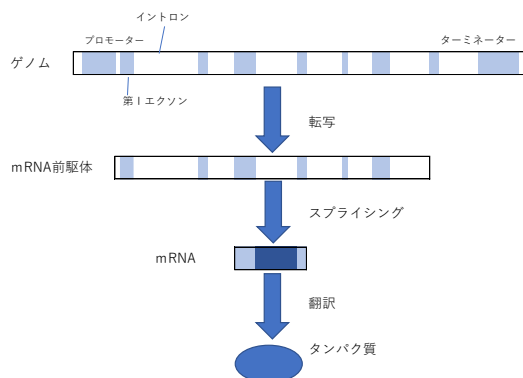 イントロン
プロモーター
ターミネーター
ゲノム
第1エクソン
転写
mRNA前駆体
スプライシング
mRNA
翻訳
タンパク質